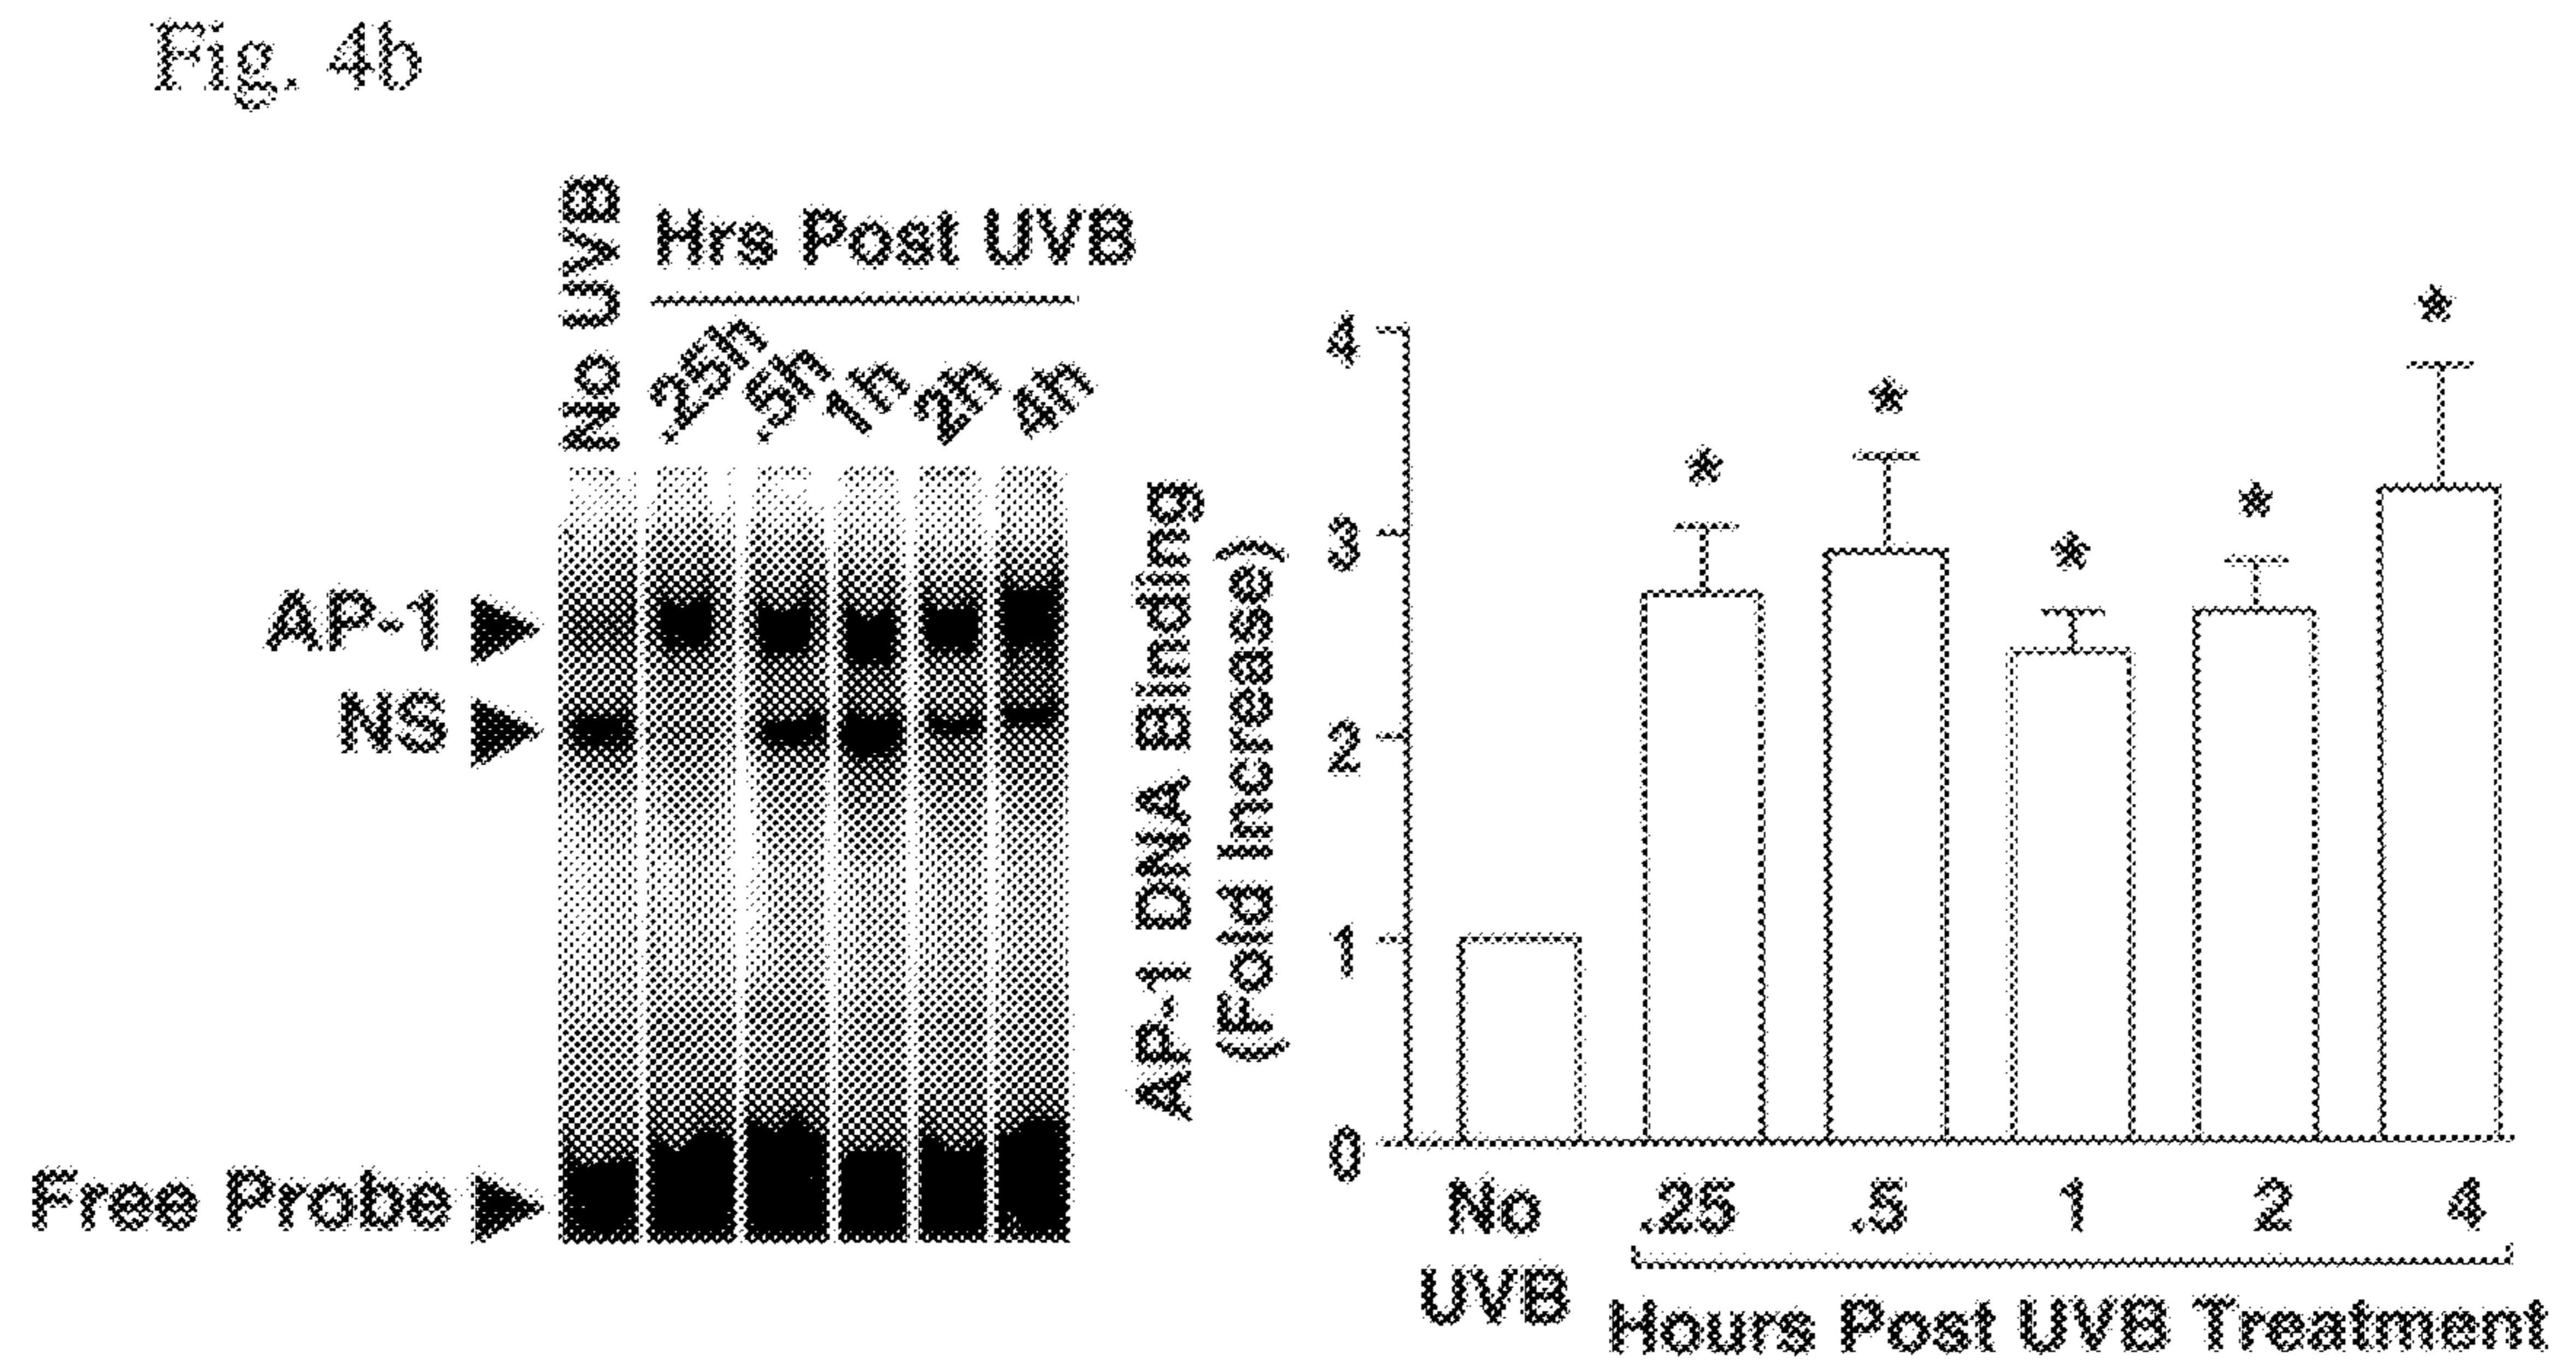 Fig. 4b
No UVB
Hrs Post UVB
.25h
.5h
1h
2h
4h
AP-1
NS
Free Probe
AP-1 DNA Binding
(Fold Increase)
4
3
2
1
0
*
*
*
*
*
No
UVB
.25
.5
1
2
4
Hours Post UVB Treatment